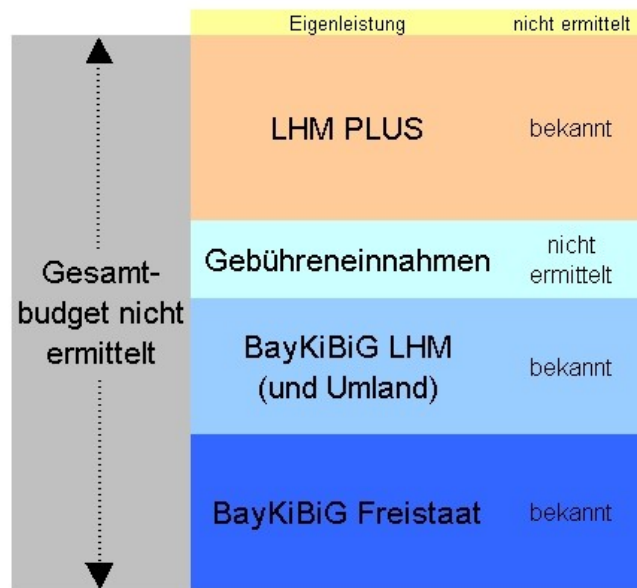 Eigenleistung nicht ermittelt
LHM PLUS bekannt
Gebühreneinnahmen nicht
ermittelt
Gesamt-
budget nicht
ermittelt
BayKiBiG LHM
(und Umland) bekannt
BayKiBiG Freistaat bekannt